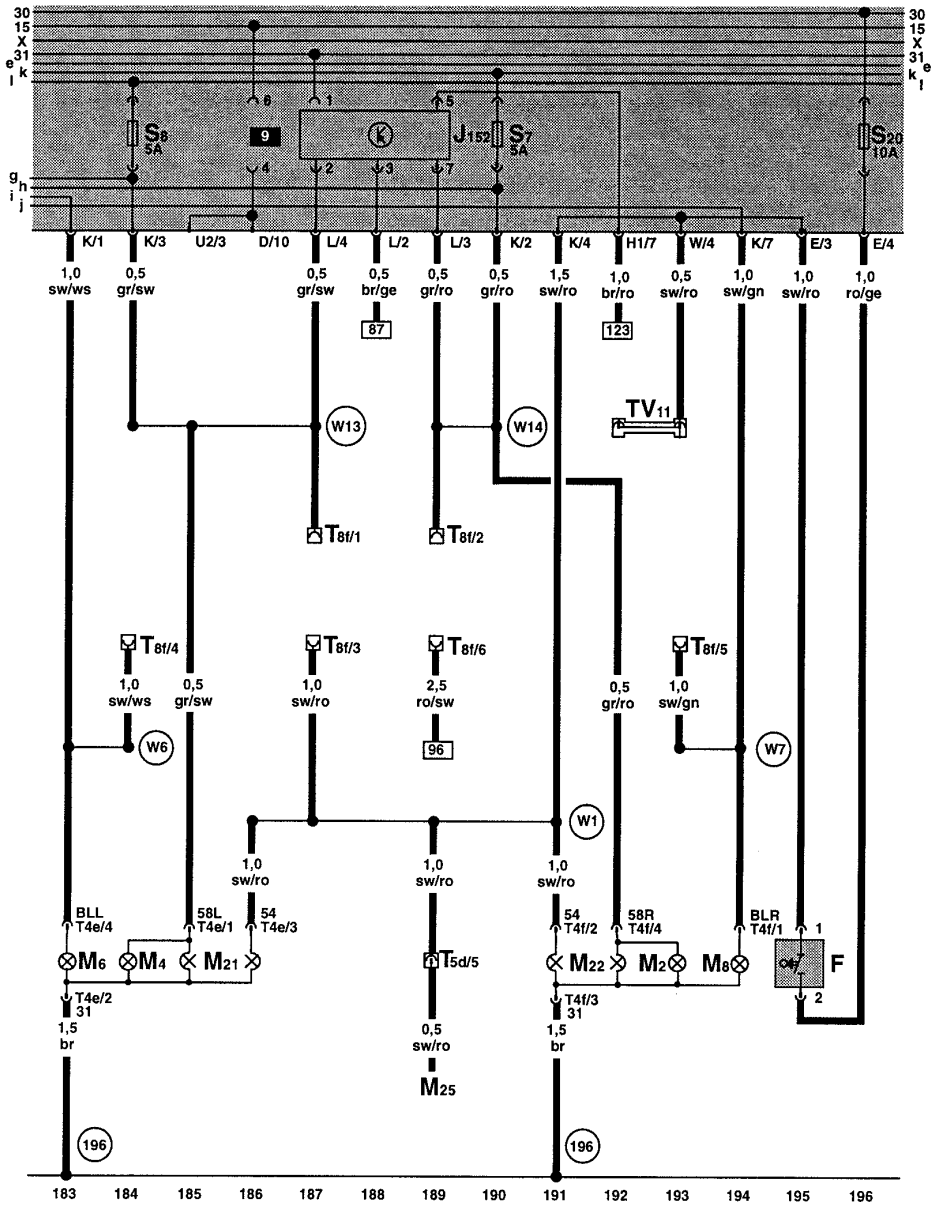 30 30
15 15
X X
31 31
e e
k k
l l
6 1 5
S8 5A 9 J152 S7 5A S20 10A
4 2 3 7
g
h
i
j
K/1 K/3 U2/3 D/10 L/4 L/2 L/3 K/2 K/4 H1/7 W/4 K/7 E/3 E/4
1,0 0,5 0,5 0,5 0,5 0,5 1,5 1,0 0,5 1,0 1,0 1,0
sw/ws gr/sw gr/sw br/ge gr/ro gr/ro sw/ro br/ro sw/ro sw/gn sw/ro ro/ge
87 123
W13 W14 TV11
T8f/1 T8f/2
T8f/4 T8f/3 T8f/6 T8f/5
1,0 0,5 1,0 2,5 0,5 1,0
sw/ws gr/sw sw/ro ro/sw gr/ro sw/gn
W6 96 W7
W1
1,0 1,0 1,0
sw/ro sw/ro sw/ro
BLL 58L 54 54 58R BLR
T4e/4 T4e/1 T4e/3 T4f/2 T4f/4 T4f/1 1
M6 M4 M21 T5d/5 M22 M2 M8 F
T4e/2 T4f/3 2
31 31
1,5 0,5 1,5
br sw/ro br
M25
196 196
183 184 185 186 187 188 189 190 191 192 193 194 195 196